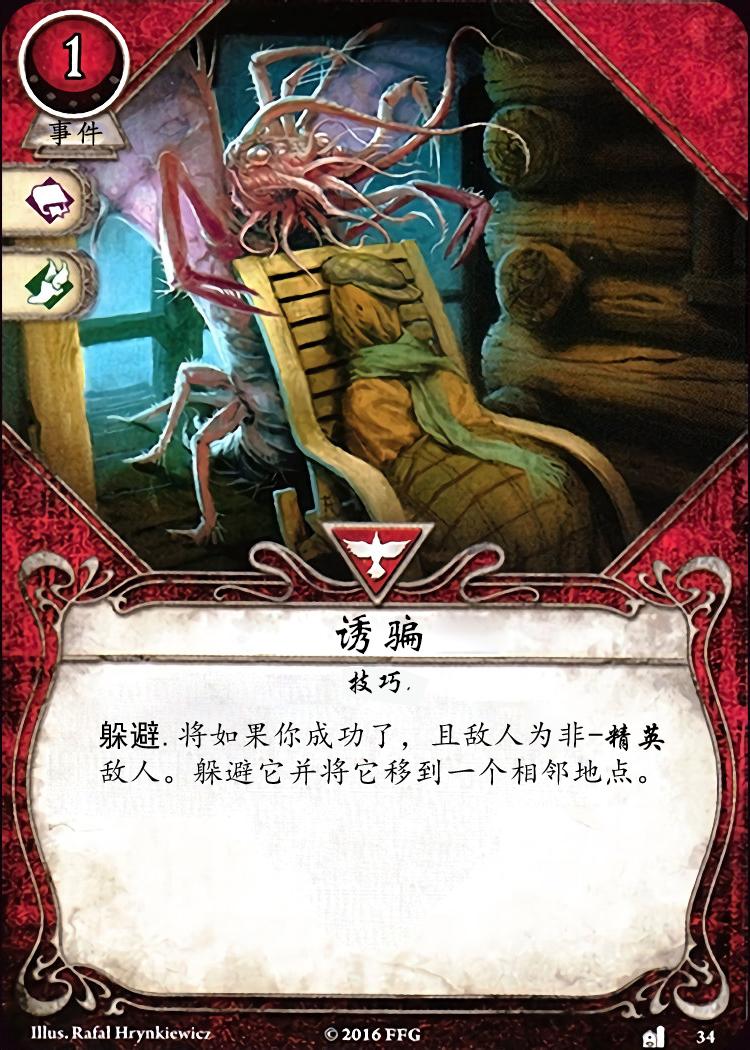 1
事件
诱骗
技巧.
躲避. 将如果你成功了，且敌人为非-精英
敌人。躲避它并将它移到一个相邻地点。
Illus. Rafal Hrynkiewicz
© 2016 FFG
34